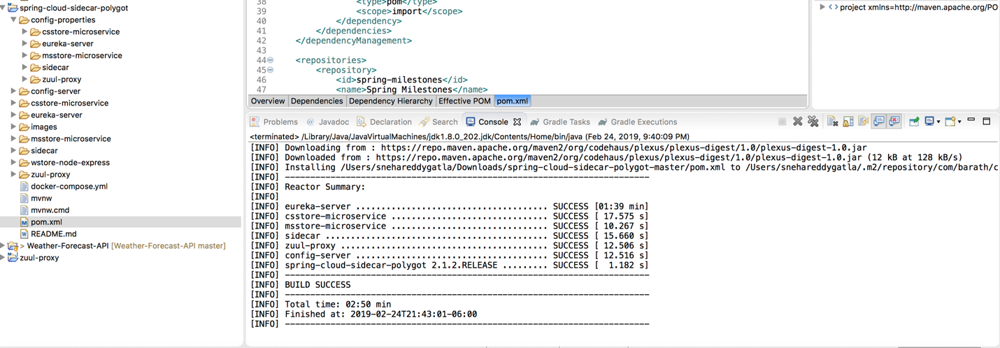 spring-cloud-sidecar-polygot
config-properties
csstore-microservice
eureka-server
msstore-microservice
sidecar
zuul-proxy
config-server
csstore-microservice
eureka-server
images
msstore-microservice
sidecar
wstore-node-express
zuul-proxy
docker-compose.yml
mvnw
mvnw.cmd
pom.xml
README.md
> Weather-Forecast-API [Weather-Forecast-API master]
zuul-proxy
38 <type>pom</type>
39 <scope>import</scope>
40 </dependency>
41 </dependencies>
42 </dependencyManagement>
43
44 <repositories>
45 <repository>
46 <id>spring-milestones</id>
47 <name>Spring Milestones</name>
Overview Dependencies Dependency Hierarchy Effective POM pom.xml
project xmlns=http://maven.apache.org/PO
Problems @ Javadoc Declaration Search Console Gradle Tasks Gradle Executions
<terminated> /Library/Java/JavaVirtualMachines/jdk1.8.0_202.jdk/Contents/Home/bin/java (Feb 24, 2019, 9:40:09 PM)
[INFO] Downloading from : https://repo.maven.apache.org/maven2/org/codehaus/plexus/plexus-digest/1.0/plexus-digest-1.0.jar
[INFO] Downloaded from : https://repo.maven.apache.org/maven2/org/codehaus/plexus/plexus-digest/1.0/plexus-digest-1.0.jar (12 kB at 128 kB/s)
[INFO] Installing /Users/snehareddygatla/Downloads/spring-cloud-sidecar-polygot-master/pom.xml to /Users/snehareddygatla/.m2/repository/com/barath/c
[INFO] ------------------------------------------------------------------------
[INFO] Reactor Summary:
[INFO]
[INFO] eureka-server ...................................... SUCCESS [01:39 min]
[INFO] csstore-microservice ............................... SUCCESS [ 17.575 s]
[INFO] msstore-microservice ............................... SUCCESS [ 10.267 s]
[INFO] sidecar ............................................ SUCCESS [ 15.660 s]
[INFO] zuul-proxy ......................................... SUCCESS [ 12.506 s]
[INFO] config-server ...................................... SUCCESS [ 12.516 s]
[INFO] spring-cloud-sidecar-polygot 2.1.2.RELEASE ......... SUCCESS [  1.182 s]
[INFO] ------------------------------------------------------------------------
[INFO] BUILD SUCCESS
[INFO] ------------------------------------------------------------------------
[INFO] Total time: 02:50 min
[INFO] Finished at: 2019-02-24T21:43:01-06:00
[INFO] ------------------------------------------------------------------------